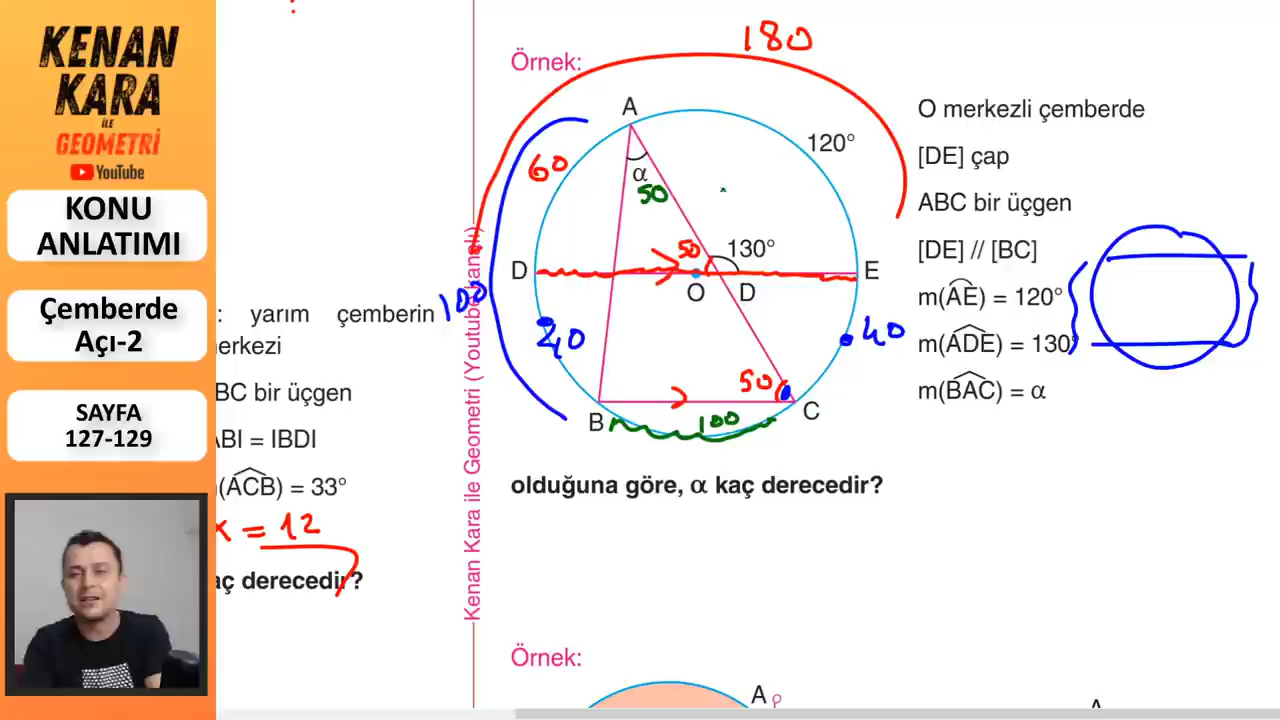 KENAN
KARA
İLE
GEOMETRİ
YouTube
KONU
ANLATIMI
Çemberde
Açı-2
SAYFA
127-129
: yarım çemberin
erkezi
BC bir üçgen
ABI = IBDI
(ACB) = 33°
x = 12
aç derecedir?
Kenan Kara ile Geometri (Youtube Kanalı)
Örnek:
180
A
120°
60
α
50
50
130°
D
E
O
D
100
40
40
50
B
C
100
O merkezli çemberde
[DE] çap
ABC bir üçgen
[DE] // [BC]
m(AE) = 120°
m(ADE) = 130°
m(BAC) = α
olduğuna göre, α kaç derecedir?
Örnek:
A
A